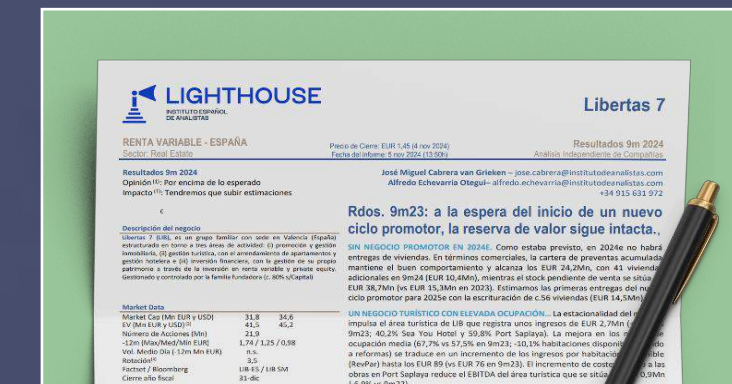 LIGHTHOUSE
INSTITUTO ESPAÑOL
DE ANALISTAS
Libertas 7
RENTA VARIABLE - ESPAÑA
Sector: Real Estate
Precio de Cierre: EUR 1,45 (4 nov 2024)
Fecha del informe: 5 nov 2024 (13:50h)
Resultados 9m 2024
Análisis Independiente de Compañías
Resultados 9m 2024
Opinión (1): Por encima de lo esperado
Impacto (1): Tendremos que subir estimaciones
€
Descripción del negocio
Libertas 7 (LIB), es un grupo familiar con sede en Valencia (España)
estructurado en torno a tres áreas de actividad: (i) promoción y gestión
inmobiliaria, (ii) gestión turística, con el arrendamiento de apartamentos y
gestión hotelera e (iii) inversión financiera, con la gestión de su propio
patrimonio a través de la inversión en renta variable y private equity.
Gestionado y controlado por la familia fundadora (c. 80% s/Capital)
Market Data
Market Cap (Mn EUR y USD) 31,8 34,6
EV (Mn EUR y USD) (2) 41,5 45,2
Número de Acciones (Mn) 21,9
-12m (Max/Med/Mín EUR) 1,74 / 1,25 / 0,98
Vol. Medio Día (-12m Mn EUR) n.s.
Rotación(3) 3,5
Factset / Bloomberg LIB-ES / LIB SM
Cierre año fiscal 31-dic
José Miguel Cabrera van Grieken – jose.cabrera@institutodeanalistas.com
Alfredo Echevarría Otegui– alfredo.echevarria@institutodeanalistas.com
+34 915 631 972
Rdos. 9m23: a la espera del inicio de un nuevo
ciclo promotor, la reserva de valor sigue intacta.,
SIN NEGOCIO PROMOTOR EN 2024E. Como estaba previsto, en 2024e no habrá
entregas de viviendas. En términos comerciales, la cartera de preventas acumulada
mantiene el buen comportamiento y alcanza los EUR 24,2Mn, con 41 viviendas
adicionales en 9m24 (EUR 10,4Mn), mientras el stock pendiente de venta se sitúa
EUR 38,7Mn (vs EUR 15,3Mn en 2023). Estimamos las primeras entregas del
ciclo promotor para 2025e con la escrituración de c.56 viviendas (EUR 14,5Mn)
UN NEGOCIO TURÍSTICO CON ELEVADA OCUPACIÓN... La estacionalidad del
impulsa el área turística de LIB que registra unos ingresos de EUR 2,7Mn
9m23; 40,2% Sea You Hotel y 59,8% Port Saplaya). La mejora en los
ocupación media (67,7% vs 57,5% en 9m23; -10,1% habitaciones
a reformas) se traduce en un incremento de los ingresos por habitación
(RevPar) hasta los EUR 89 (vs EUR 76 en 9m23). El incremento de a las
obras en Port Saplaya reduce el EBITDA del área turística que se sitúa